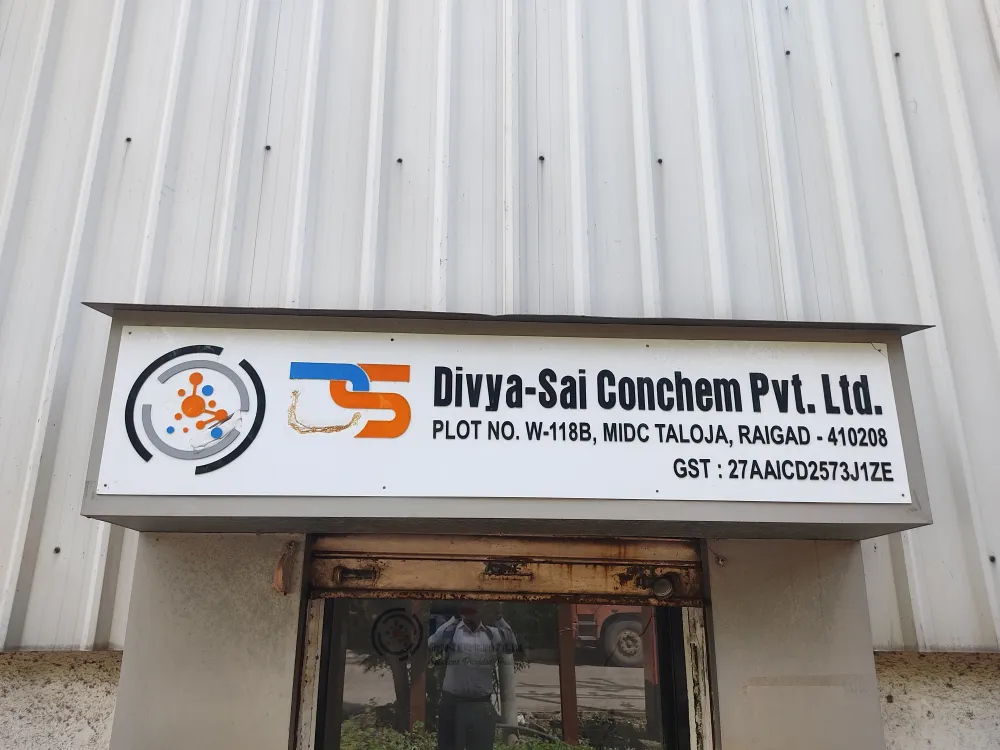 DS
Divya-Sai Conchem Pvt. Ltd.
PLOT NO. W-118B, MIDC TALOJA, RAIGAD - 410208
GST : 27AAICD2573J1ZE